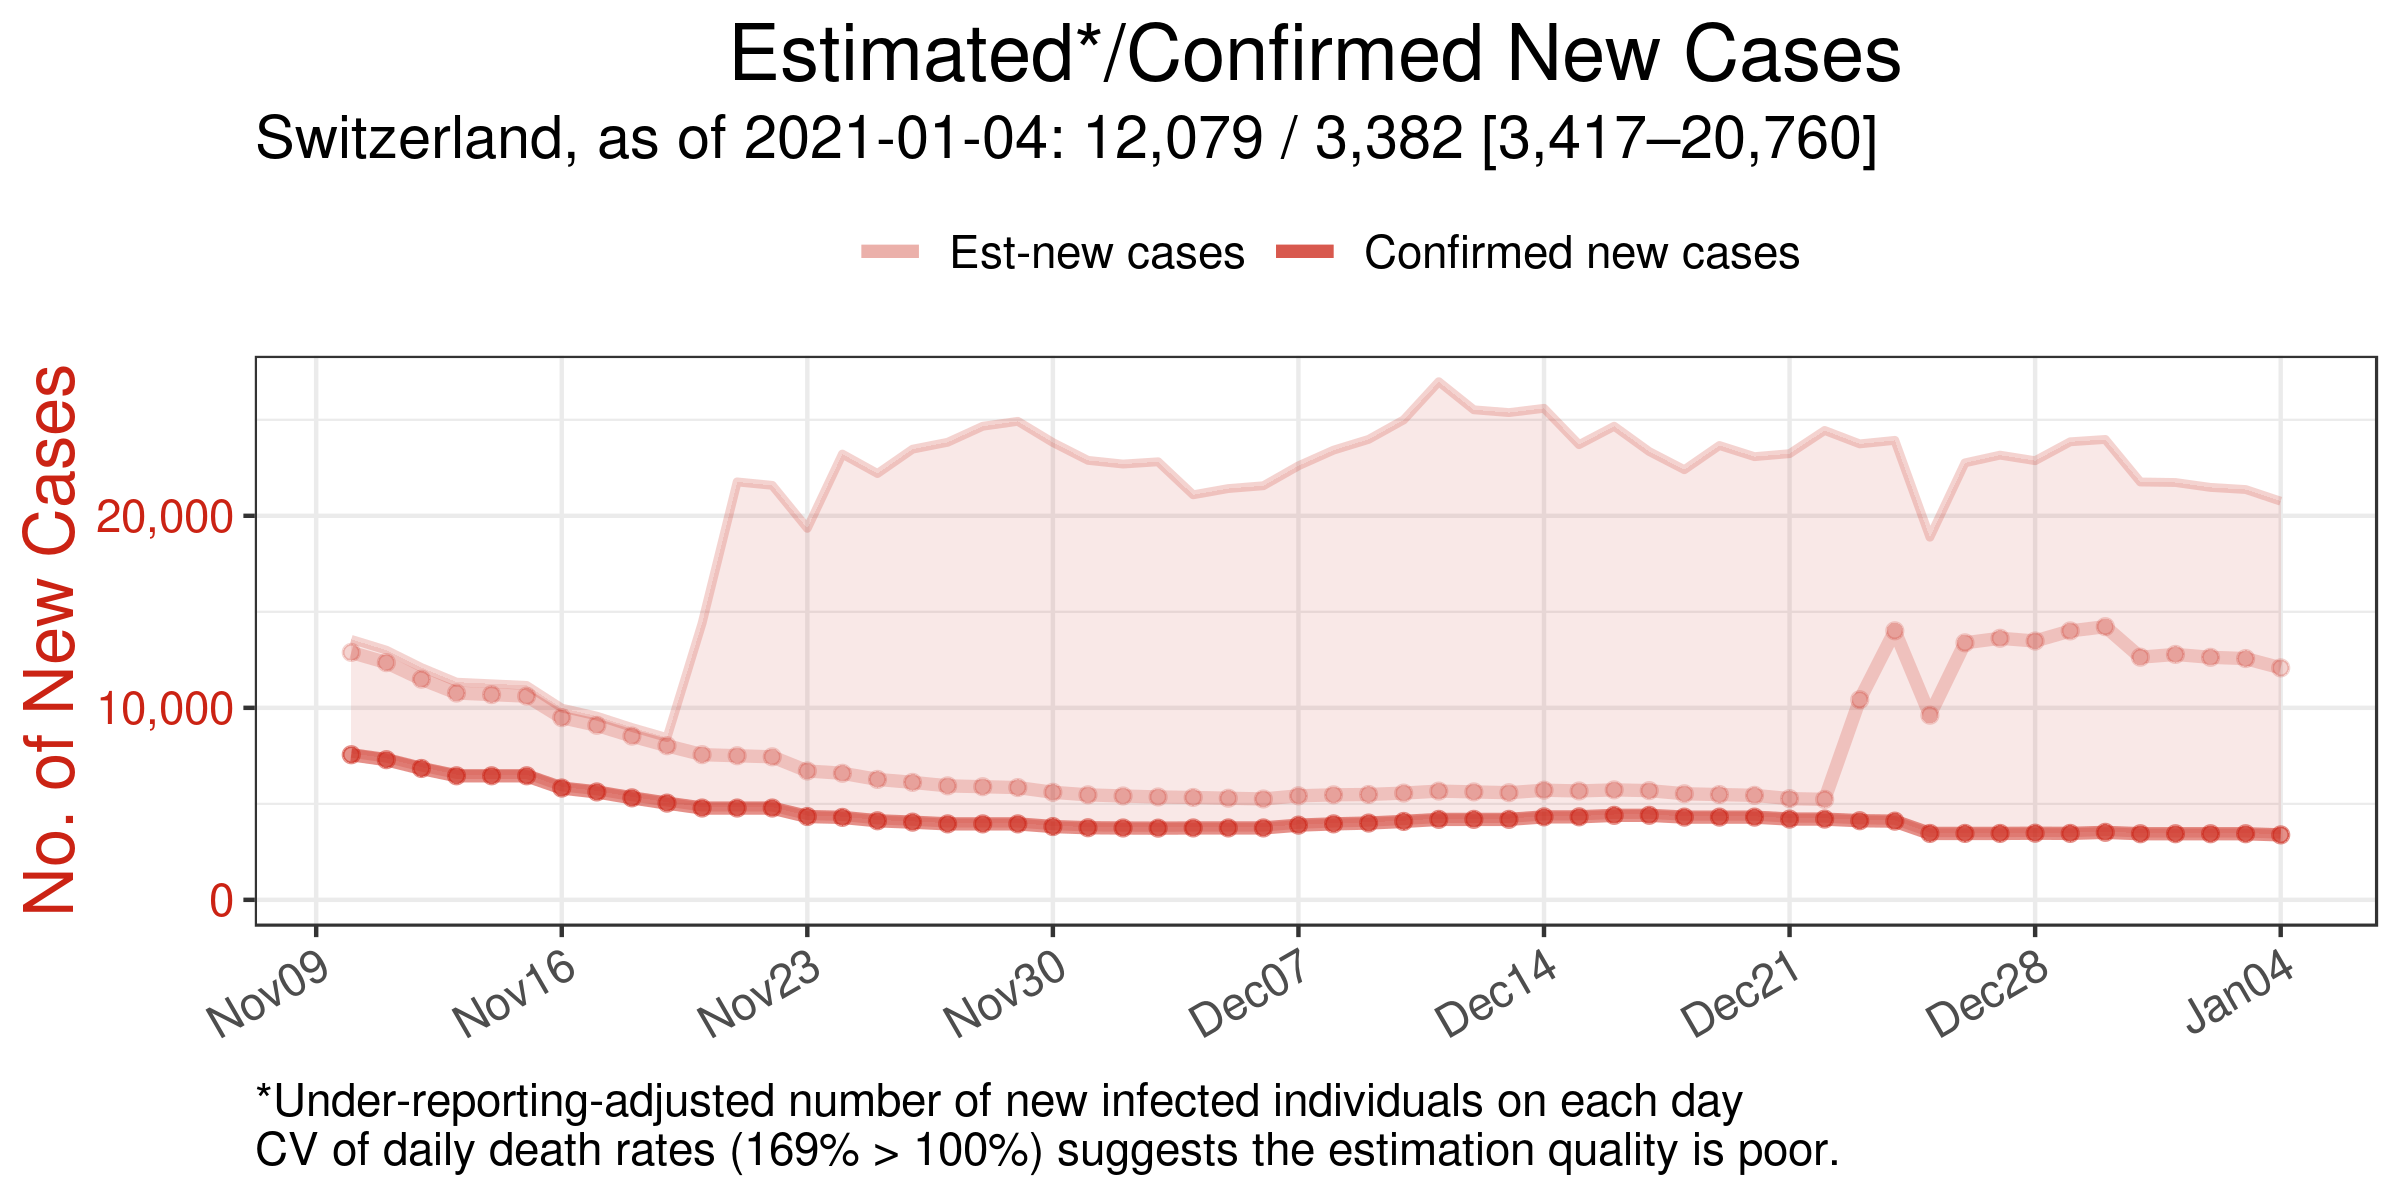 Estimated*/Confirmed New Cases
Switzerland, as of 2021-01-04: 12,079 / 3,382 [3,417–20,760]
Est-new cases
Confirmed new cases
No. of New Cases
20,000
10,000
0
Nov09
Nov16
Nov23
Nov30
Dec07
Dec14
Dec21
Dec28
Jan04
*Under-reporting-adjusted number of new infected individuals on each day
CV of daily death rates (169% > 100%) suggests the estimation quality is poor.